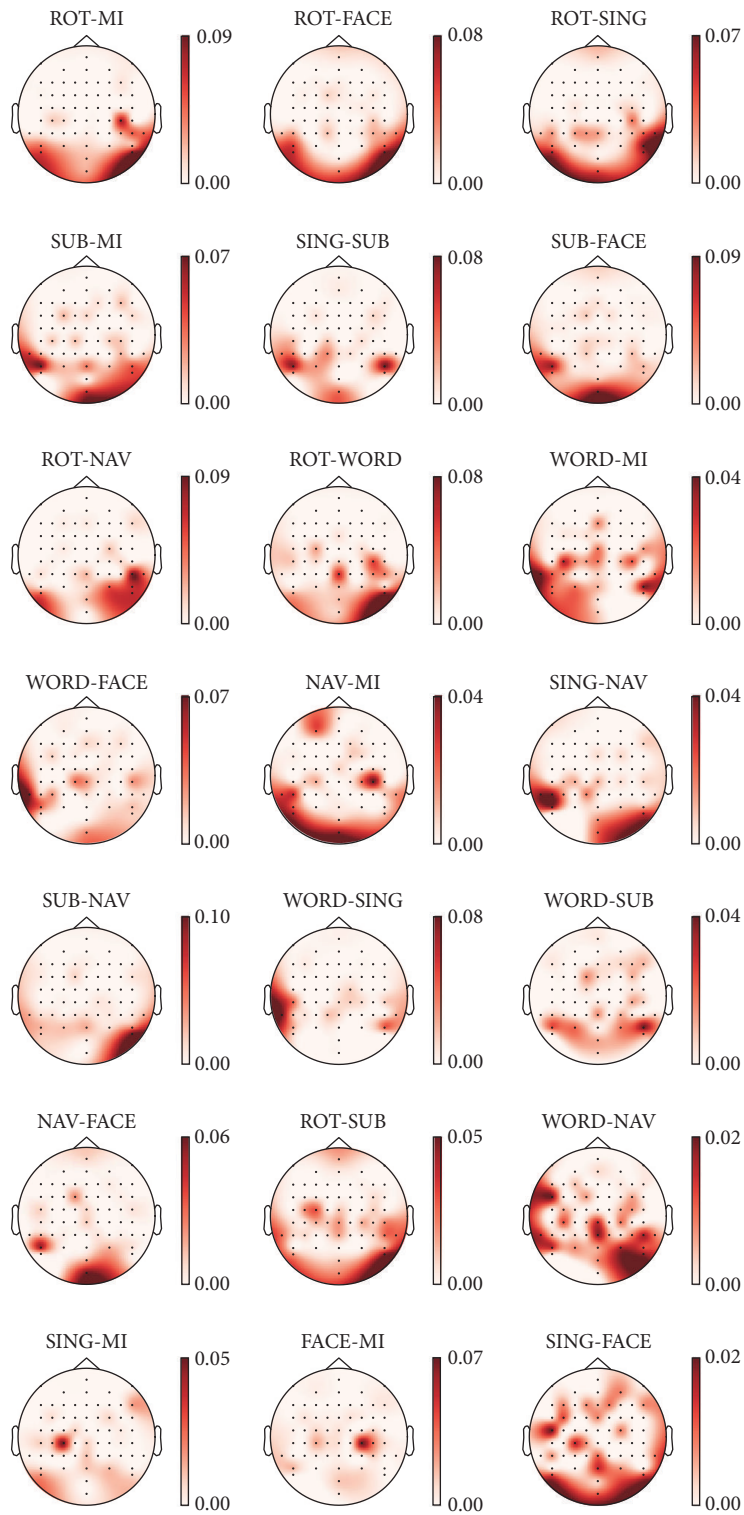 ROT-MI
0.09
0.00
ROT-FACE
0.08
0.00
ROT-SING
0.07
0.00
SUB-MI
0.07
0.00
SING-SUB
0.08
0.00
SUB-FACE
0.09
0.00
ROT-NAV
0.09
0.00
ROT-WORD
0.08
0.00
WORD-MI
0.04
0.00
WORD-FACE
0.07
0.00
NAV-MI
0.04
0.00
SING-NAV
0.04
0.00
SUB-NAV
0.10
0.00
WORD-SING
0.08
0.00
WORD-SUB
0.04
0.00
NAV-FACE
0.06
0.00
ROT-SUB
0.05
0.00
WORD-NAV
0.02
0.00
SING-MI
0.05
0.00
FACE-MI
0.07
0.00
SING-FACE
0.02
0.00